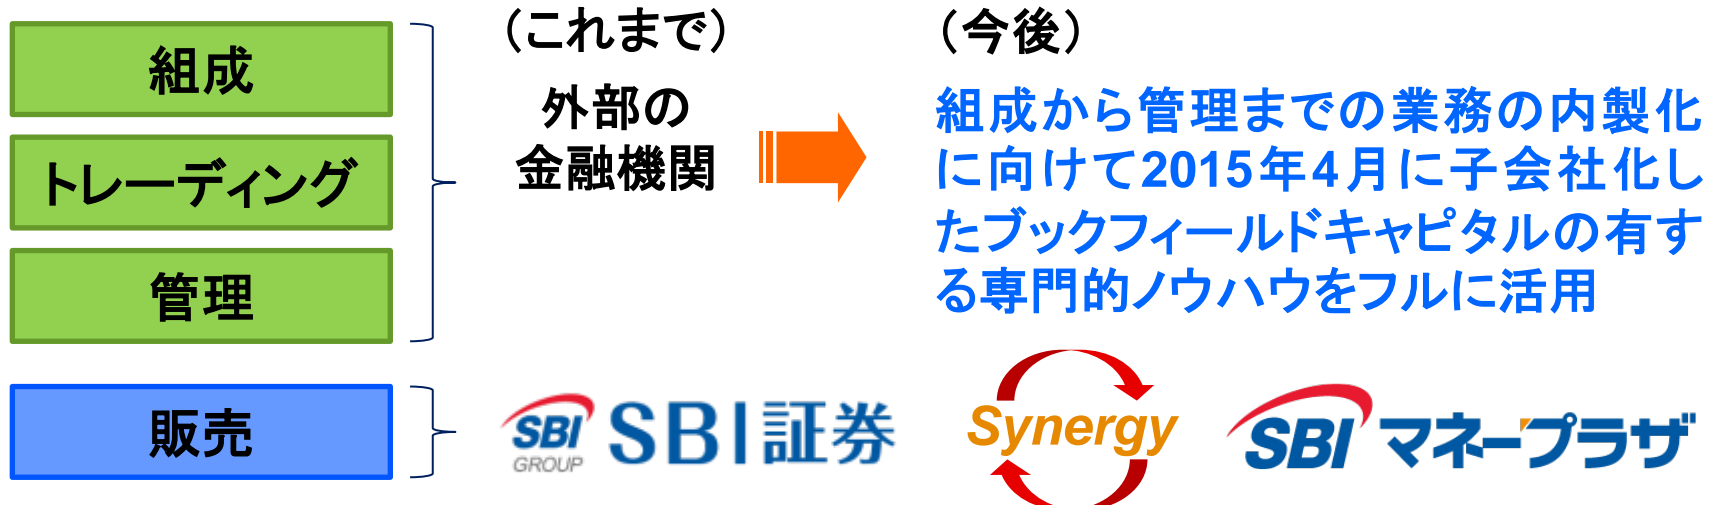 組成
トレーディング
管理
販売
（これまで）
外部の
金融機関
（今後）
組成から管理までの業務の内製化
に向けて2015年4月に子会社化し
たブックフィールドキャピタルの有す
る専門的ノウハウをフルに活用
SBI
GROUP
SBI証券
Synergy
SBI マネープラザ